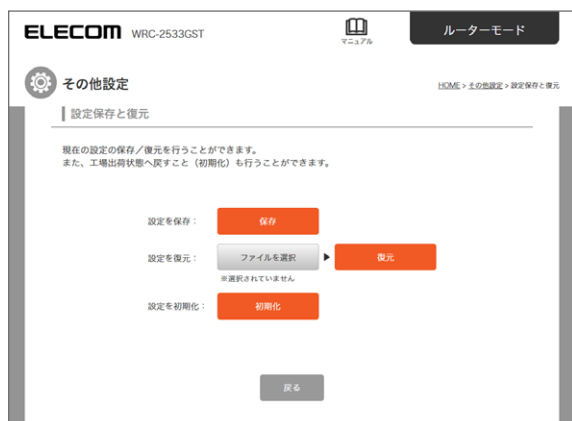 ELECOM WRC-2533GST
マニュアル
ルーターモード
その他設定
HOME > その他設定 > 設定保存と復元
設定保存と復元
現在の設定の保存／復元を行うことができます。
また、工場出荷状態へ戻すこと（初期化）も行うことができます。
設定を保存： 保存
設定を復元： ファイルを選択 ▶ 復元
※選択されていません
設定を初期化： 初期化
戻る